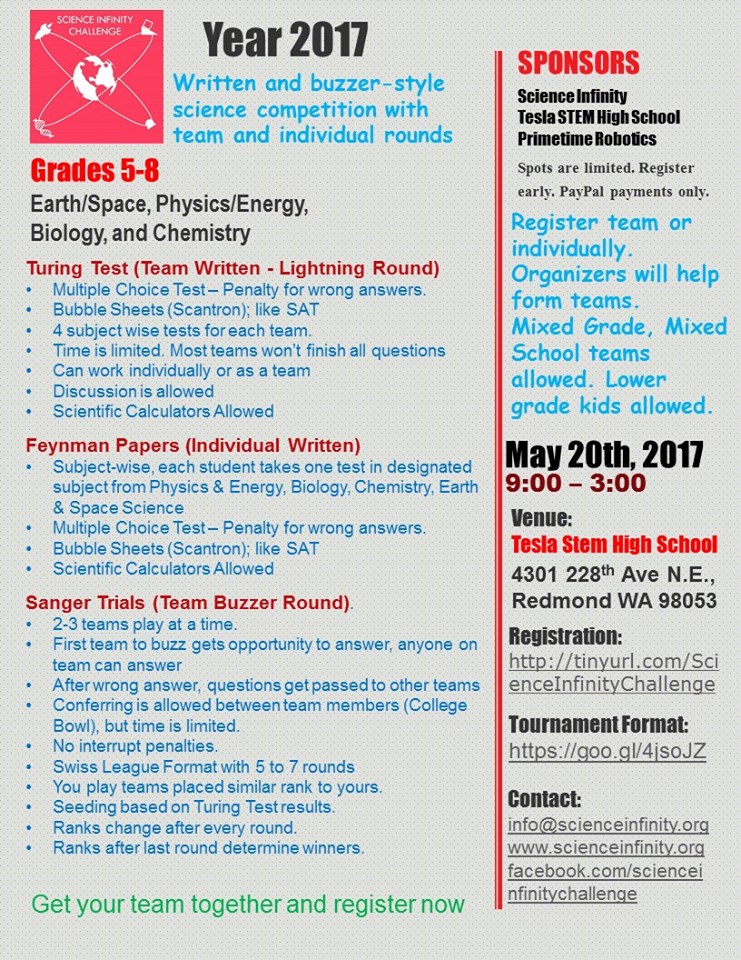 SCIENCE INFINITY
CHALLENGE
Year 2017
Written and buzzer-style
science competition with
team and individual rounds
Grades 5-8
Earth/Space, Physics/Energy,
Biology, and Chemistry
Turing Test (Team Written - Lightning Round)
• Multiple Choice Test – Penalty for wrong answers.
• Bubble Sheets (Scantron); like SAT
• 4 subject wise tests for each team.
• Time is limited. Most teams won't finish all questions
• Can work individually or as a team
• Discussion is allowed
• Scientific Calculators Allowed
Feynman Papers (Individual Written)
• Subject-wise, each student takes one test in designated
subject from Physics & Energy, Biology, Chemistry, Earth
& Space Science
• Multiple Choice Test – Penalty for wrong answers.
• Bubble Sheets (Scantron); like SAT
• Scientific Calculators Allowed
Sanger Trials (Team Buzzer Round).
• 2-3 teams play at a time.
• First team to buzz gets opportunity to answer, anyone on
team can answer
• After wrong answer, questions get passed to other teams
• Conferring is allowed between team members (College
Bowl), but time is limited.
• No interrupt penalties.
• Swiss League Format with 5 to 7 rounds
• You play teams placed similar rank to yours.
• Seeding based on Turing Test results.
• Ranks change after every round.
• Ranks after last round determine winners.
Get your team together and register now
SPONSORS
Science Infinity
Tesla STEM High School
Primetime Robotics
Spots are limited. Register
early. PayPal payments only.
Register team or
individually.
Organizers will help
form teams.
Mixed Grade, Mixed
School teams
allowed. Lower
grade kids allowed.
May 20th, 2017
9:00 – 3:00
Venue:
Tesla Stem High School
4301 228th Ave N.E.,
Redmond WA 98053
Registration:
http://tinyurl.com/Sci
enceInfinityChallenge
Tournament Format:
https://goo.gl/4jsoJZ
Contact:
info@scienceinfinity.org
www.scienceinfinity.org
facebook.com/sciencei
nfinitychallenge